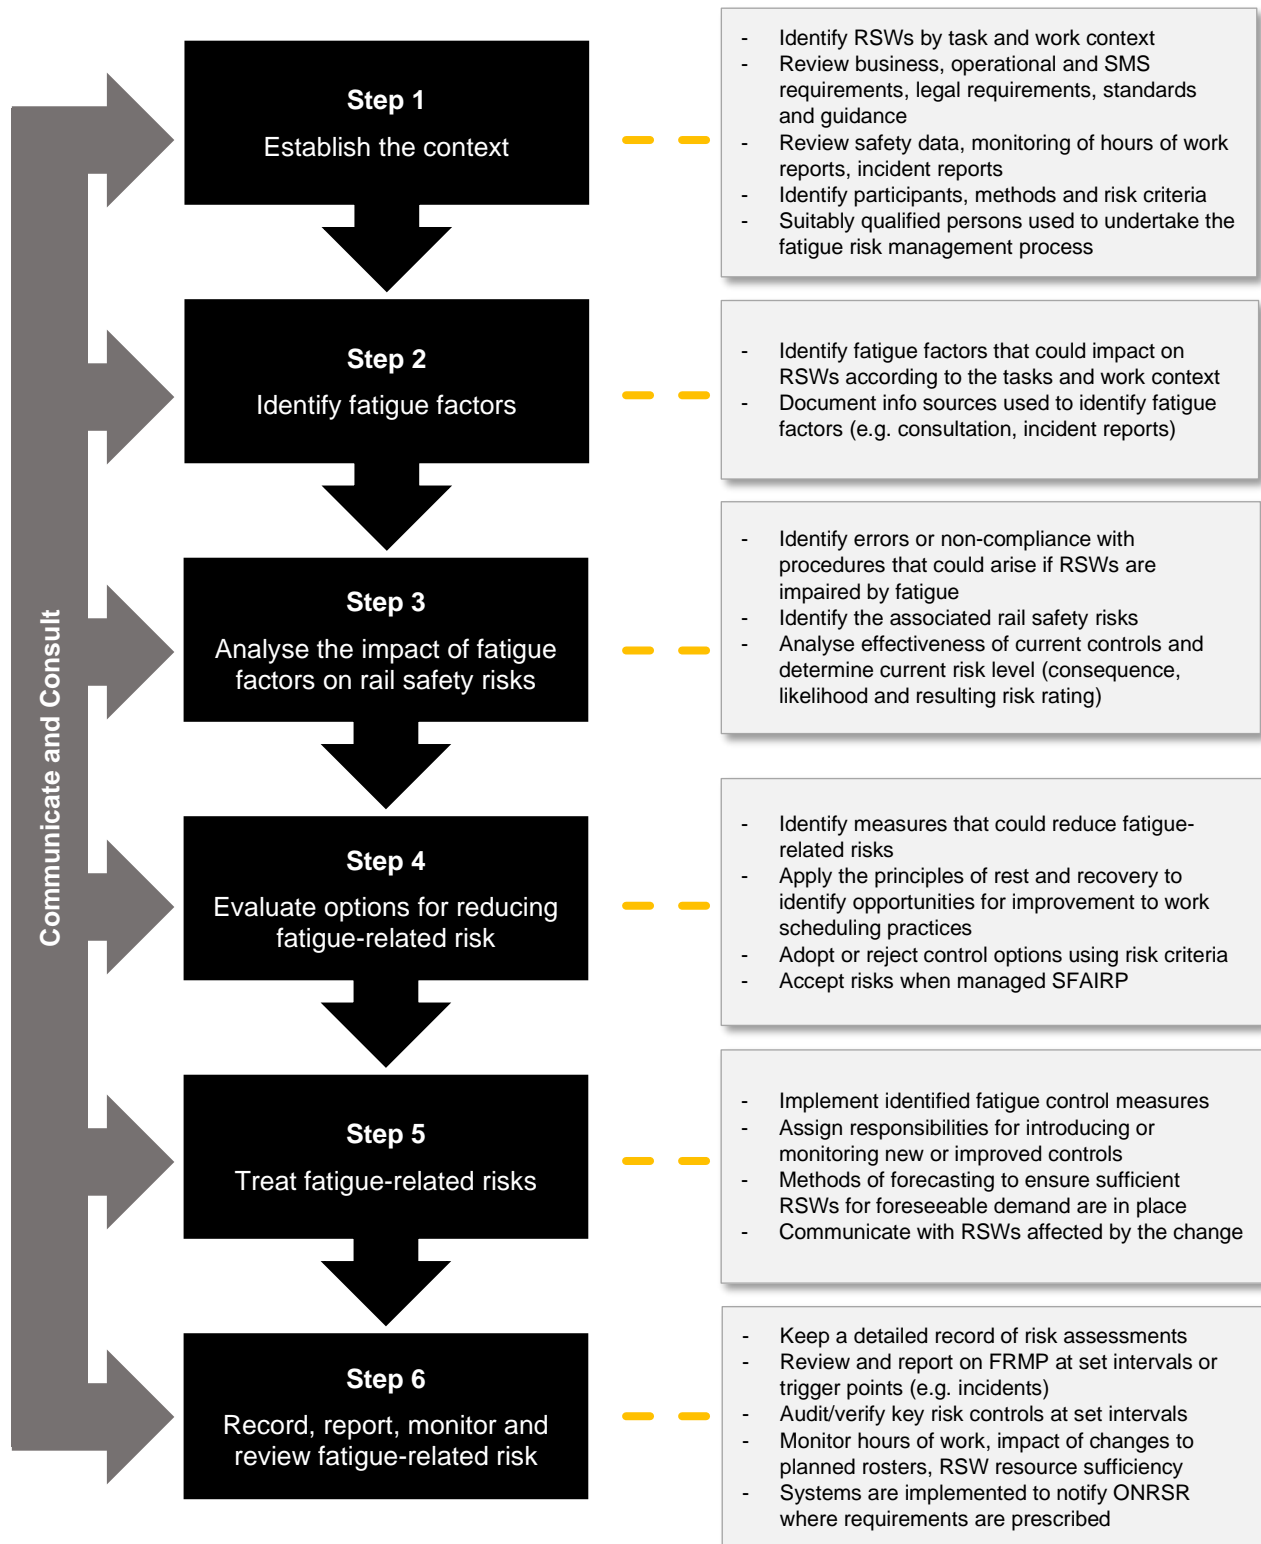 Communicate and Consult
Step 1
Establish the context
- Identify RSWs by task and work context
- Review business, operational and SMS
requirements, legal requirements, standards
and guidance
- Review safety data, monitoring of hours of work
reports, incident reports
- Identify participants, methods and risk criteria
- Suitably qualified persons used to undertake the
fatigue risk management process
Step 2
Identify fatigue factors
- Identify fatigue factors that could impact on
RSWs according to the tasks and work context
- Document info sources used to identify fatigue
factors (e.g. consultation, incident reports)
Step 3
Analyse the impact of fatigue
factors on rail safety risks
- Identify errors or non-compliance with
procedures that could arise if RSWs are
impaired by fatigue
- Identify the associated rail safety risks
- Analyse effectiveness of current controls and
determine current risk level (consequence,
likelihood and resulting risk rating)
Step 4
Evaluate options for reducing
fatigue-related risk
- Identify measures that could reduce fatigue-
related risks
- Apply the principles of rest and recovery to
identify opportunities for improvement to work
scheduling practices
- Adopt or reject control options using risk criteria
- Accept risks when managed SFAIRP
Step 5
Treat fatigue-related risks
- Implement identified fatigue control measures
- Assign responsibilities for introducing or
monitoring new or improved controls
- Methods of forecasting to ensure sufficient
RSWs for foreseeable demand are in place
- Communicate with RSWs affected by the change
Step 6
Record, report, monitor and
review fatigue-related risk
- Keep a detailed record of risk assessments
- Review and report on FRMP at set intervals or
trigger points (e.g. incidents)
- Audit/verify key risk controls at set intervals
- Monitor hours of work, impact of changes to
planned rosters, RSW resource sufficiency
- Systems are implemented to notify ONRSR
where requirements are prescribed